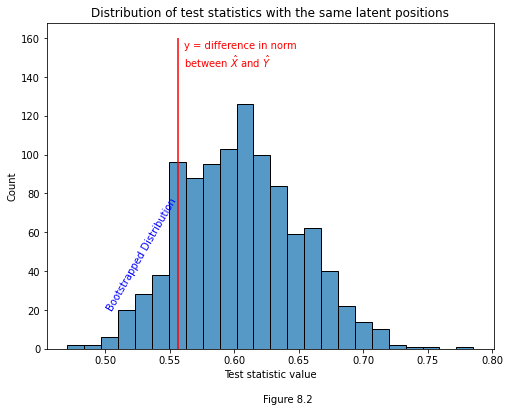 Distribution of test statistics with the same latent positions
160
140
120
100
80
60
40
20
0
Count
y = difference in norm
between X̂ and Ŷ
Bootstrapped Distribution
0.50 0.55 0.60 0.65 0.70 0.75 0.80
Test statistic value
Figure 8.2